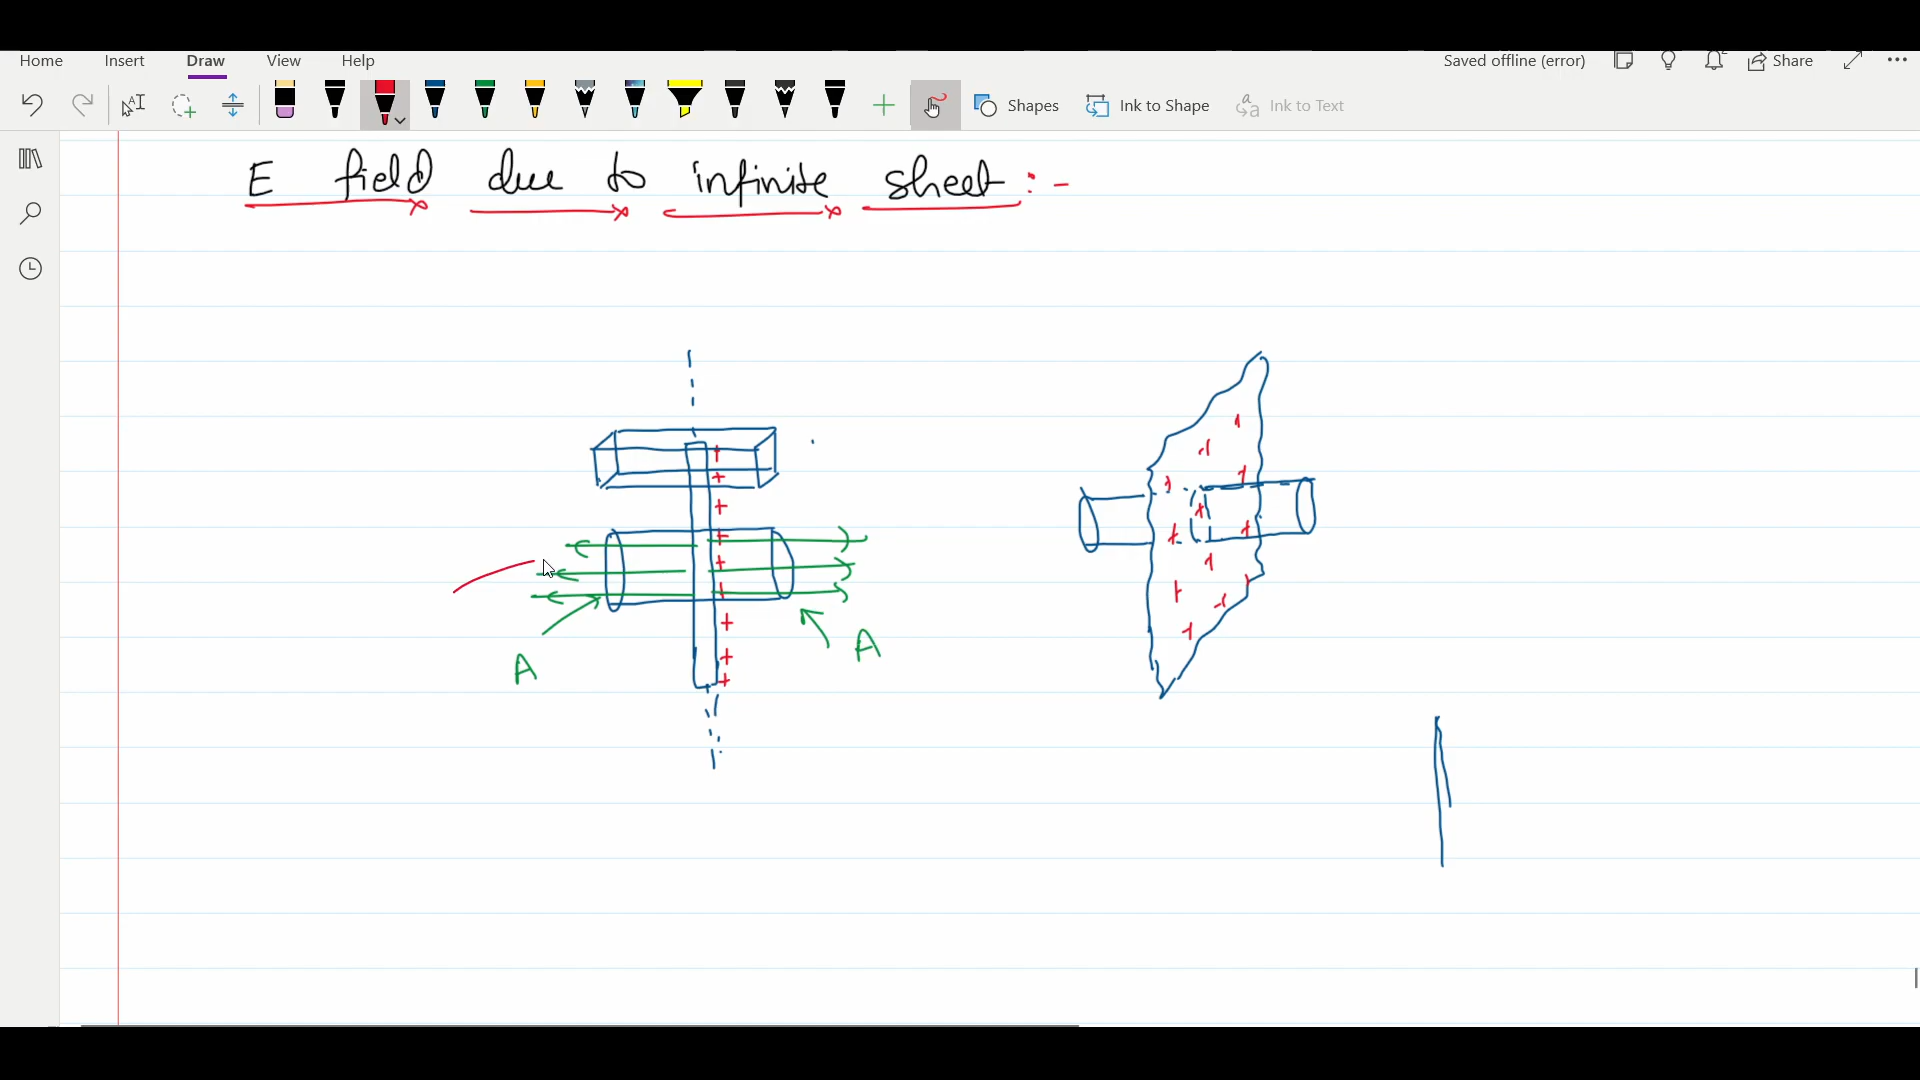 Home Insert Draw View Help Saved offline (error) Share
Shapes Ink to Shape Ink to Text
E field due to infinite sheet :-
A A